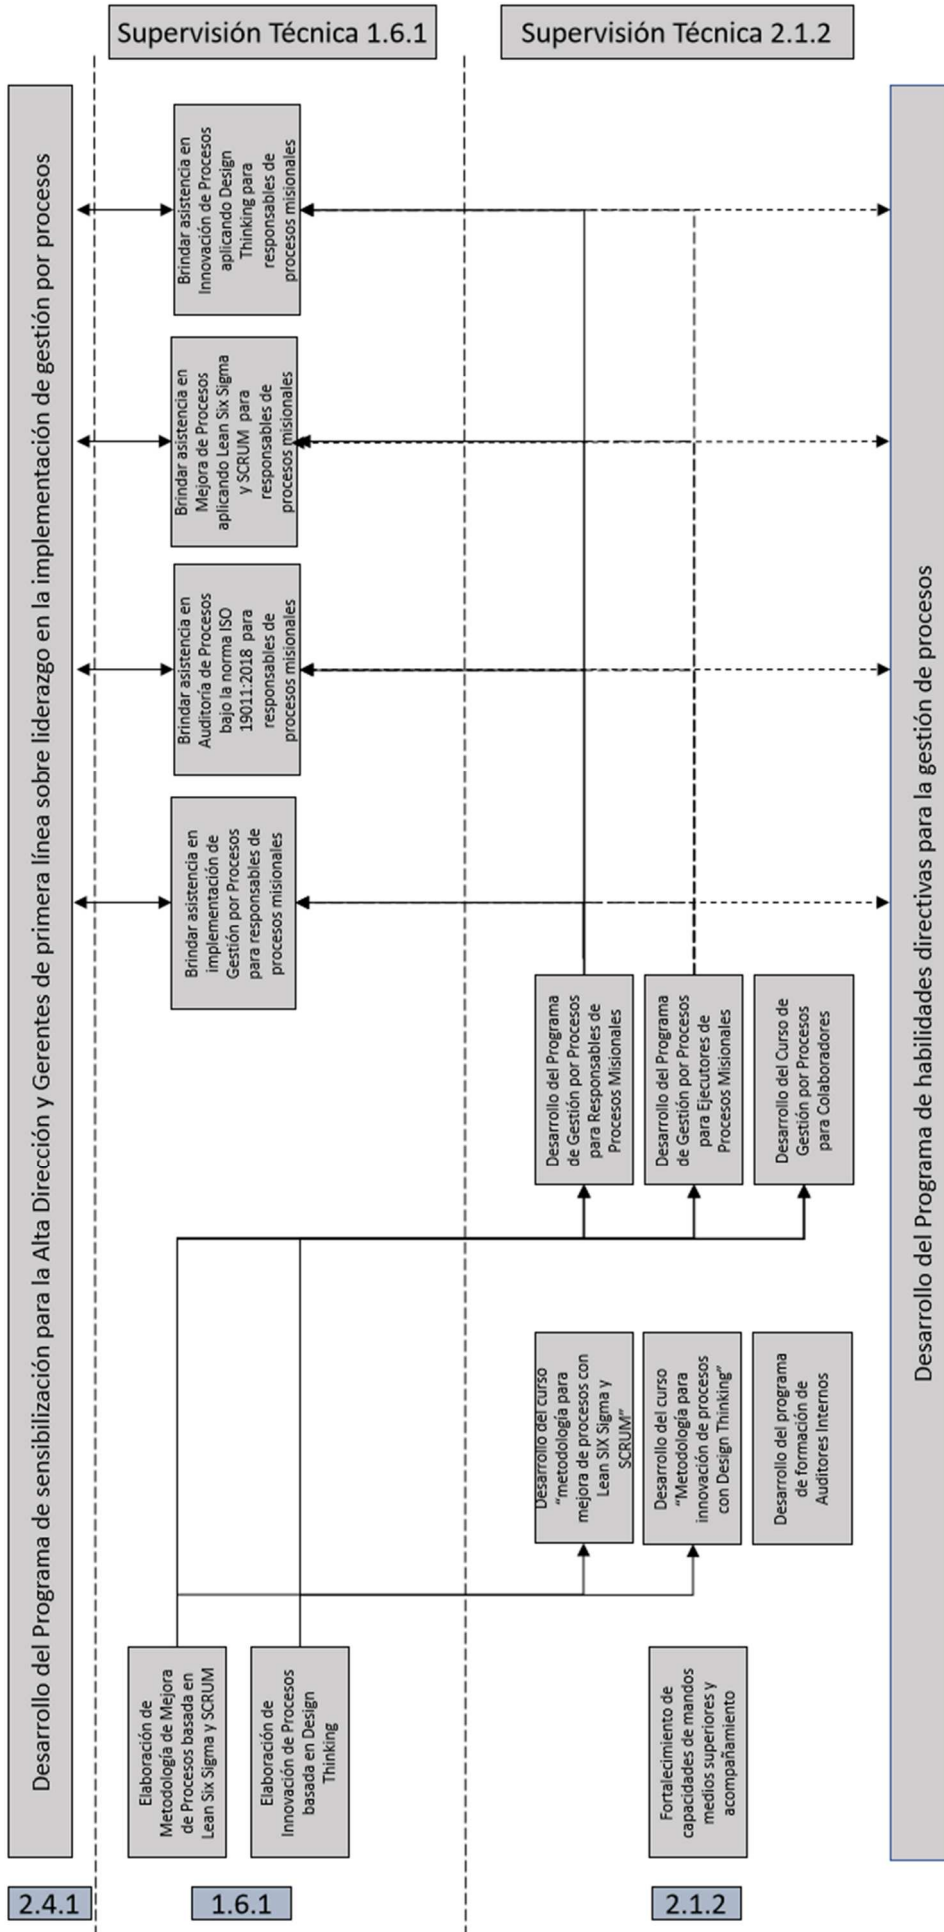 Supervisión Técnica 1.6.1
Supervisión Técnica 2.1.2
2.4.1
Desarrollo del Programa de sensibilización para la Alta Dirección y Gerentes de primera línea sobre liderazgo en la implementación de gestión por procesos
1.6.1
Elaboración de
Metodología de Mejora
de Procesos basada en
Lean Six Sigma y SCRUM
Elaboración de
Innovación de Procesos
basada en Design
Thinking
Brindar asistencia en
implementación de
Gestión por Procesos
para responsables de
procesos misionales
Brindar asistencia en
Auditoría de Procesos
bajo la norma ISO
19011:2018 para
responsables de
procesos misionales
Brindar asistencia en
Mejora de Procesos
aplicando Lean Six Sigma
y SCRUM para
responsables de
procesos misionales
Brindar asistencia en
Innovación de Procesos
aplicando Design
Thinking para
responsables de
procesos misionales
2.1.2
Fortalecimiento de
capacidades de mandos
medios superiores y
acompañamiento
Desarrollo del curso
“metodología para
mejora de procesos con
Lean SIX Sigma y
SCRUM”
Desarrollo del curso
“Metodología para
innovación de procesos
con Design Thinking”
Desarrollo del programa
de formación de
Auditores Internos
Desarrollo del Programa
de Gestión por Procesos
para Responsables de
Procesos Misionales
Desarrollo del Programa
de Gestión por Procesos
para Ejecutores de
Procesos Misionales
Desarrollo del Curso de
Gestión por Procesos
para Colaboradores
Desarrollo del Programa de habilidades directivas para la gestión de procesos